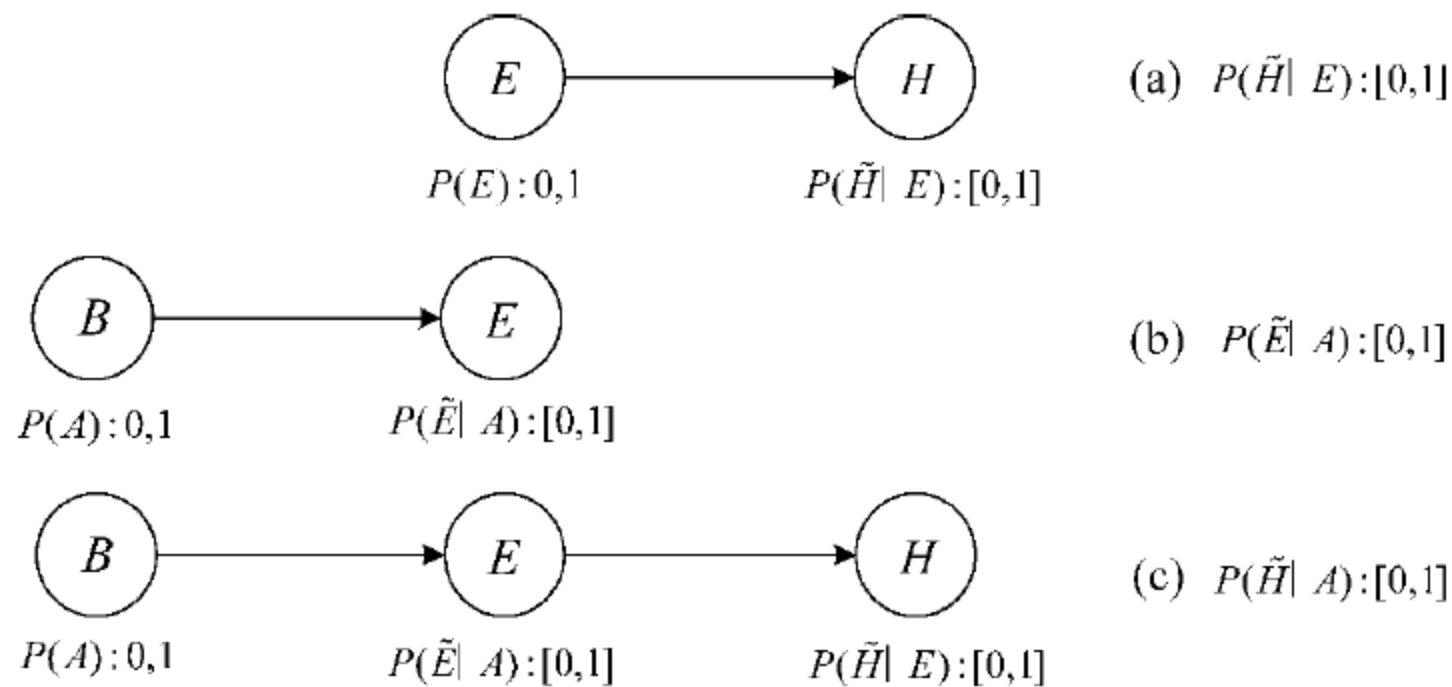 E H (a) P(H̃| E):[0,1]
P(E):0,1 P(H̃| E):[0,1]
B E (b) P(Ẽ| A):[0,1]
P(A):0,1 P(Ẽ| A):[0,1]
B E H (c) P(H̃| A):[0,1]
P(A):0,1 P(Ẽ| A):[0,1] P(H̃| E):[0,1]